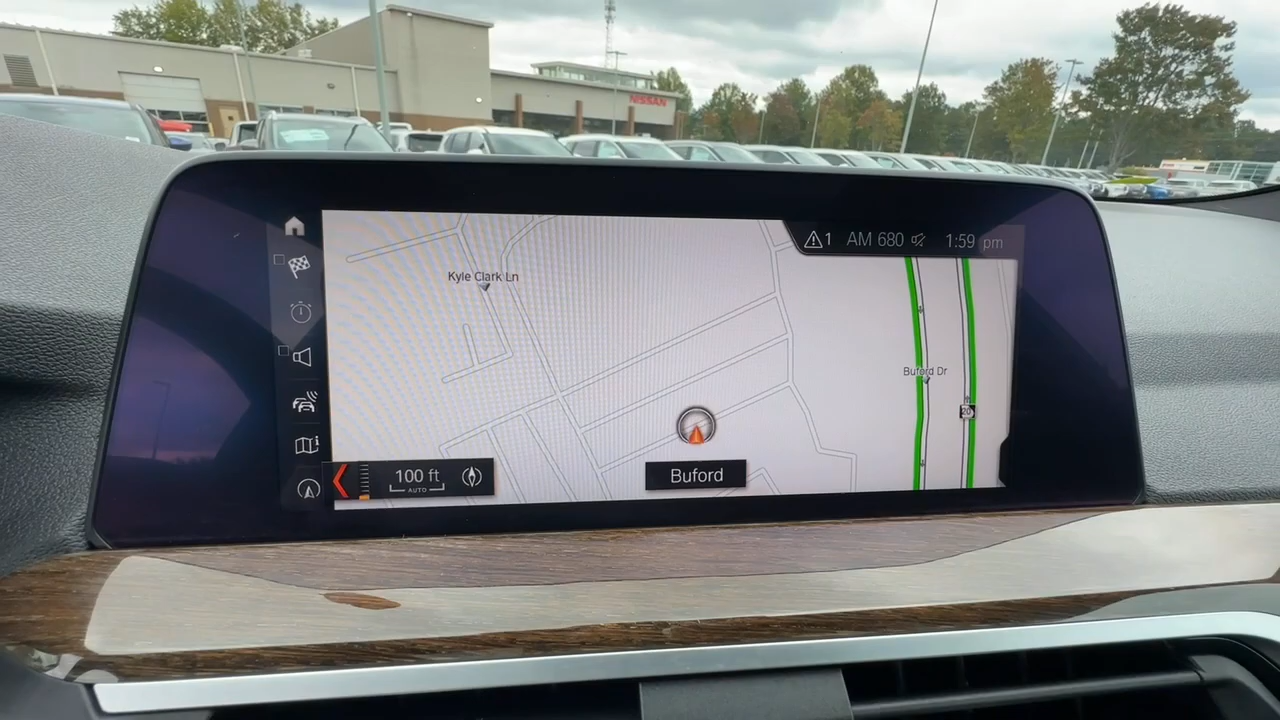 NISSAN
1 AM 680 1:59 pm
Kyle Clark Ln
Buford Dr
20
100 ft
AUTO
Buford